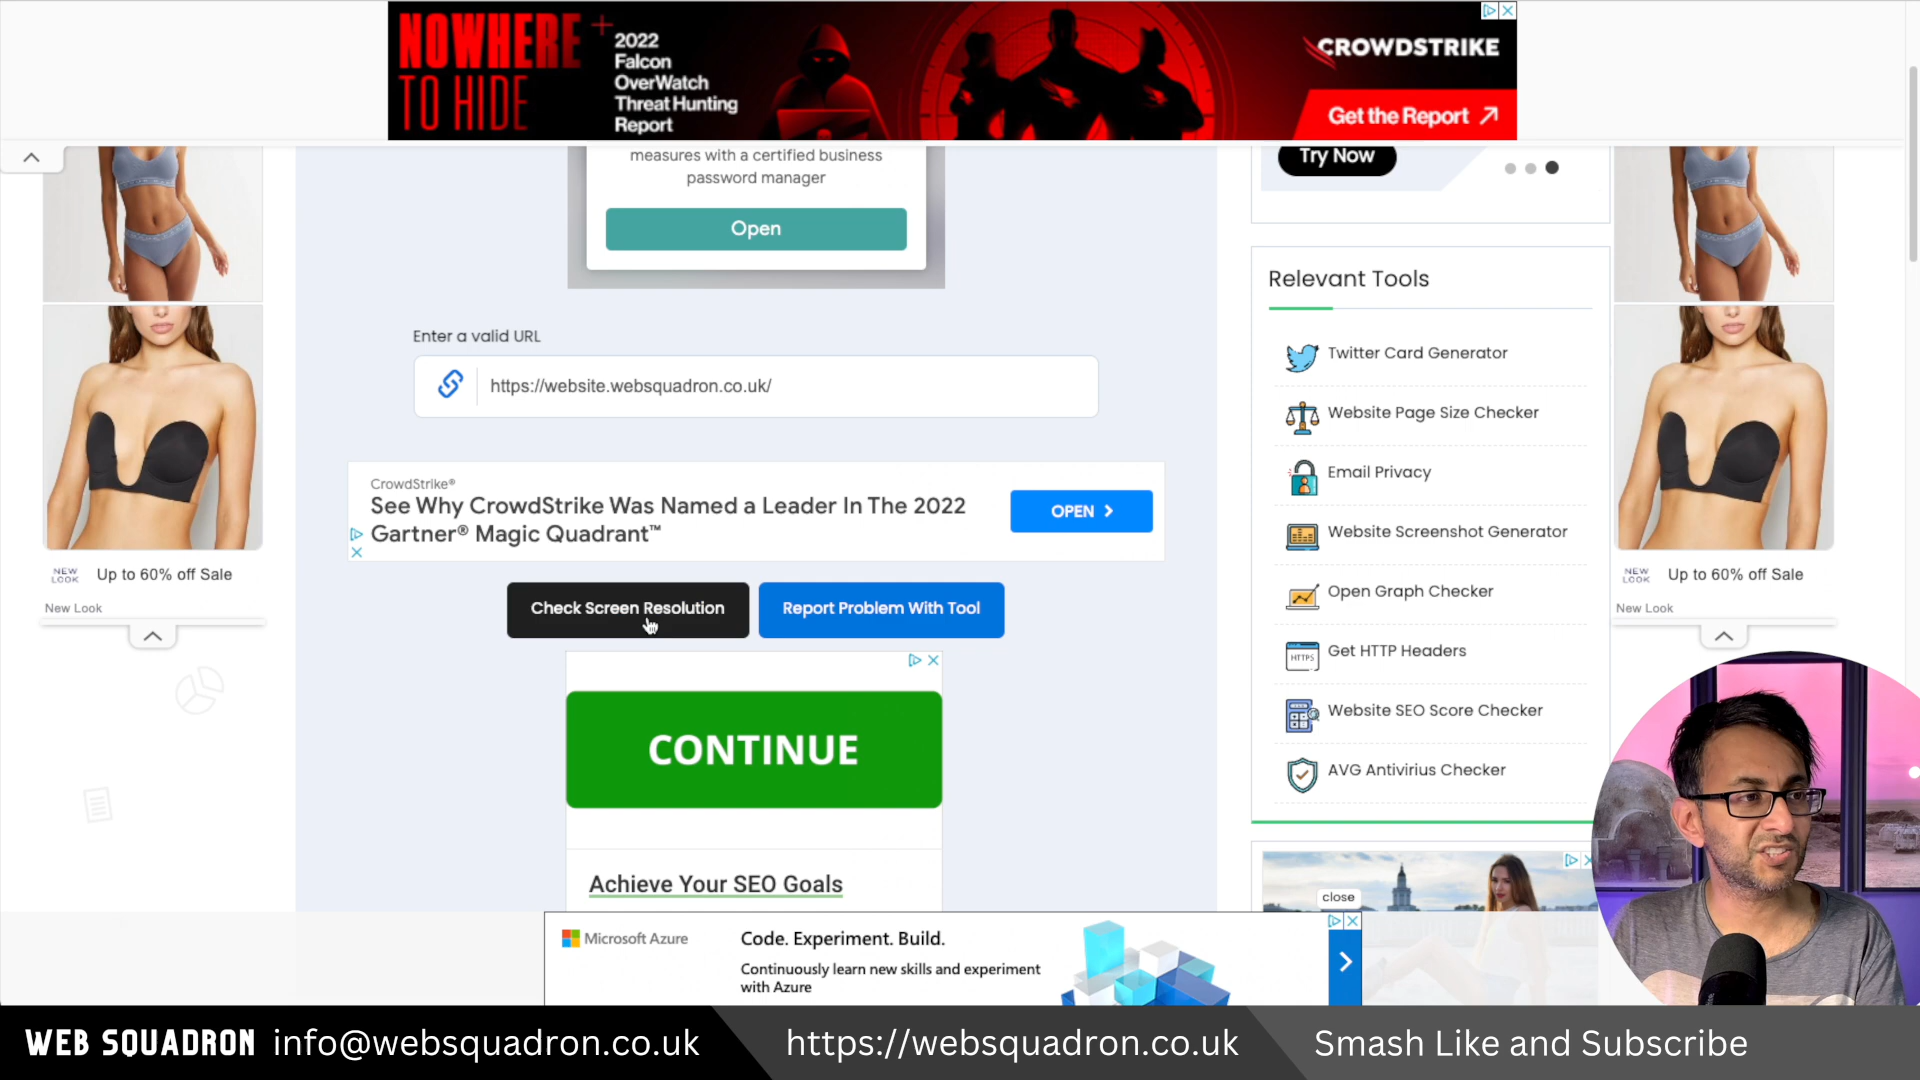 NOWHERE
TO HIDE
2022
Falcon
OverWatch
Threat Hunting
Report
CROWDSTRIKE
Get the Report
measures with a certified business
password manager
Open
Try Now
Enter a valid URL
https://website.websquadron.co.uk/
CrowdStrike®
See Why CrowdStrike Was Named a Leader In The 2022
Gartner® Magic Quadrant™
OPEN
Check Screen Resolution
Report Problem With Tool
CONTINUE
Achieve Your SEO Goals
Relevant Tools
Twitter Card Generator
Website Page Size Checker
Email Privacy
Website Screenshot Generator
Open Graph Checker
HTTPS
Get HTTP Headers
Website SEO Score Checker
AVG Antivirius Checker
NEW
LOOK
Up to 60% off Sale
New Look
NEW
LOOK
Up to 60% off Sale
New Look
close
Microsoft Azure
Code. Experiment. Build.
Continuously learn new skills and experiment
with Azure
WEB SQUADRON
info@websquadron.co.uk
https://websquadron.co.uk
Smash Like and Subscribe